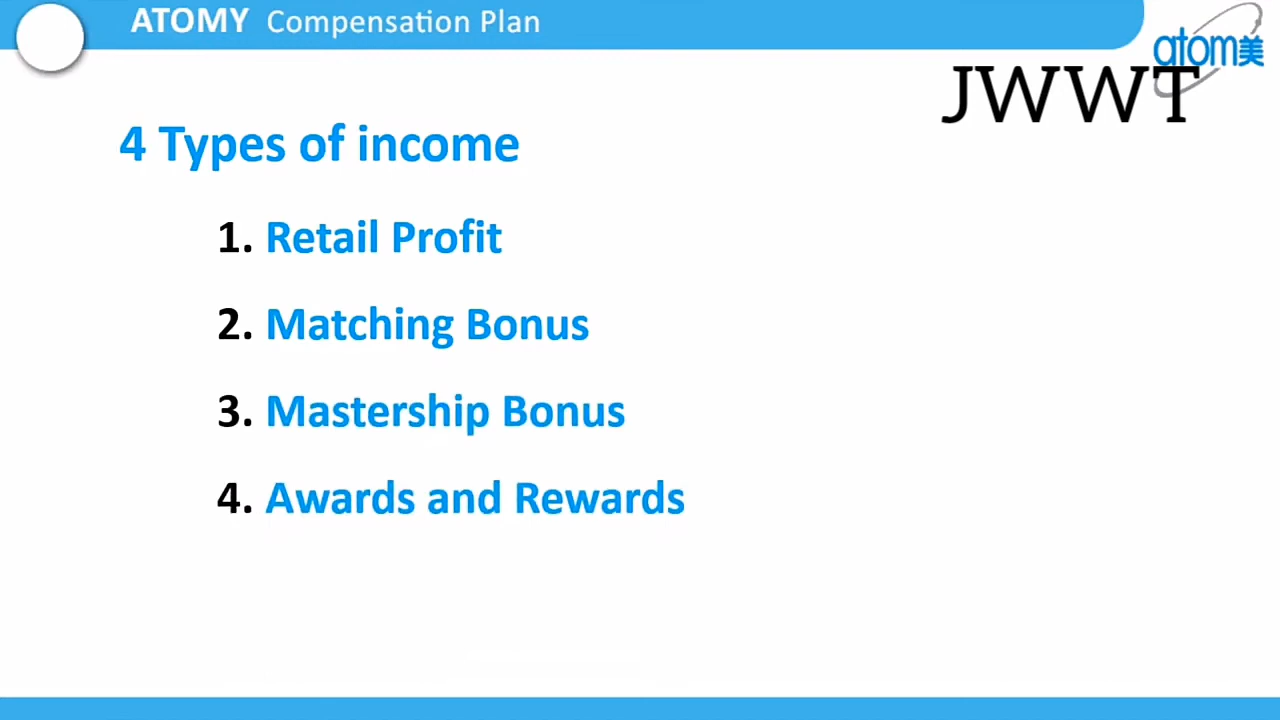 ATOMY Compensation Plan
atom美
JWWT
4 Types of income
1. Retail Profit
2. Matching Bonus
3. Mastership Bonus
4. Awards and Rewards